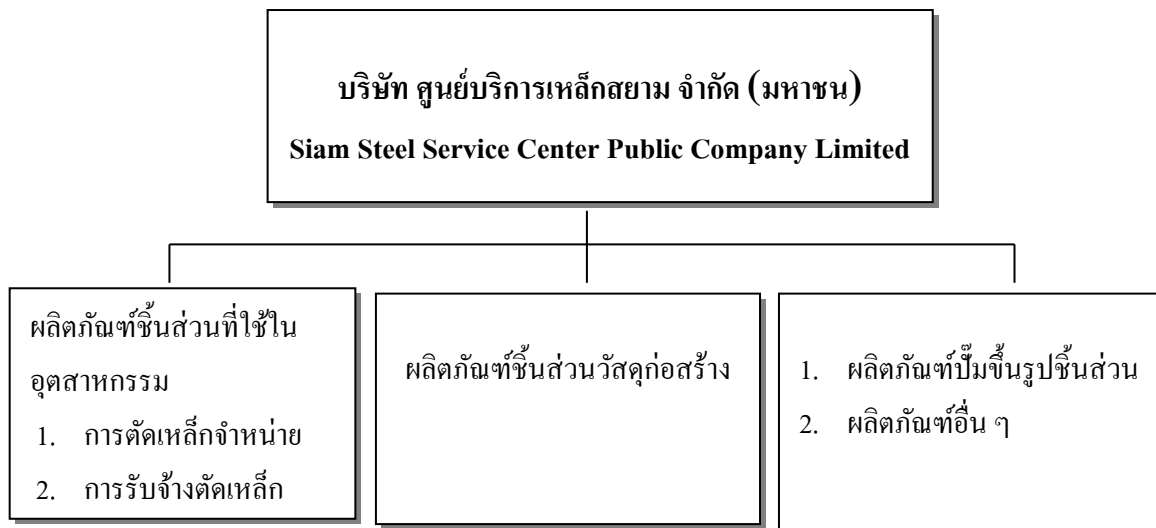 บริษัท ศูนย์บริการเหล็กสยาม จำกัด (มหาชน)
Siam Steel Service Center Public Company Limited
ผลิตภัณฑ์ชิ้นส่วนที่ใช้ใน
อุตสาหกรรม
1. การตัดเหล็กจำหน่าย
2. การรับจ้างตัดเหล็ก
ผลิตภัณฑ์ชิ้นส่วนวัสดุก่อสร้าง
1. ผลิตภัณฑ์ปั๊มขึ้นรูปชิ้นส่วน
2. ผลิตภัณฑ์อื่น ๆ